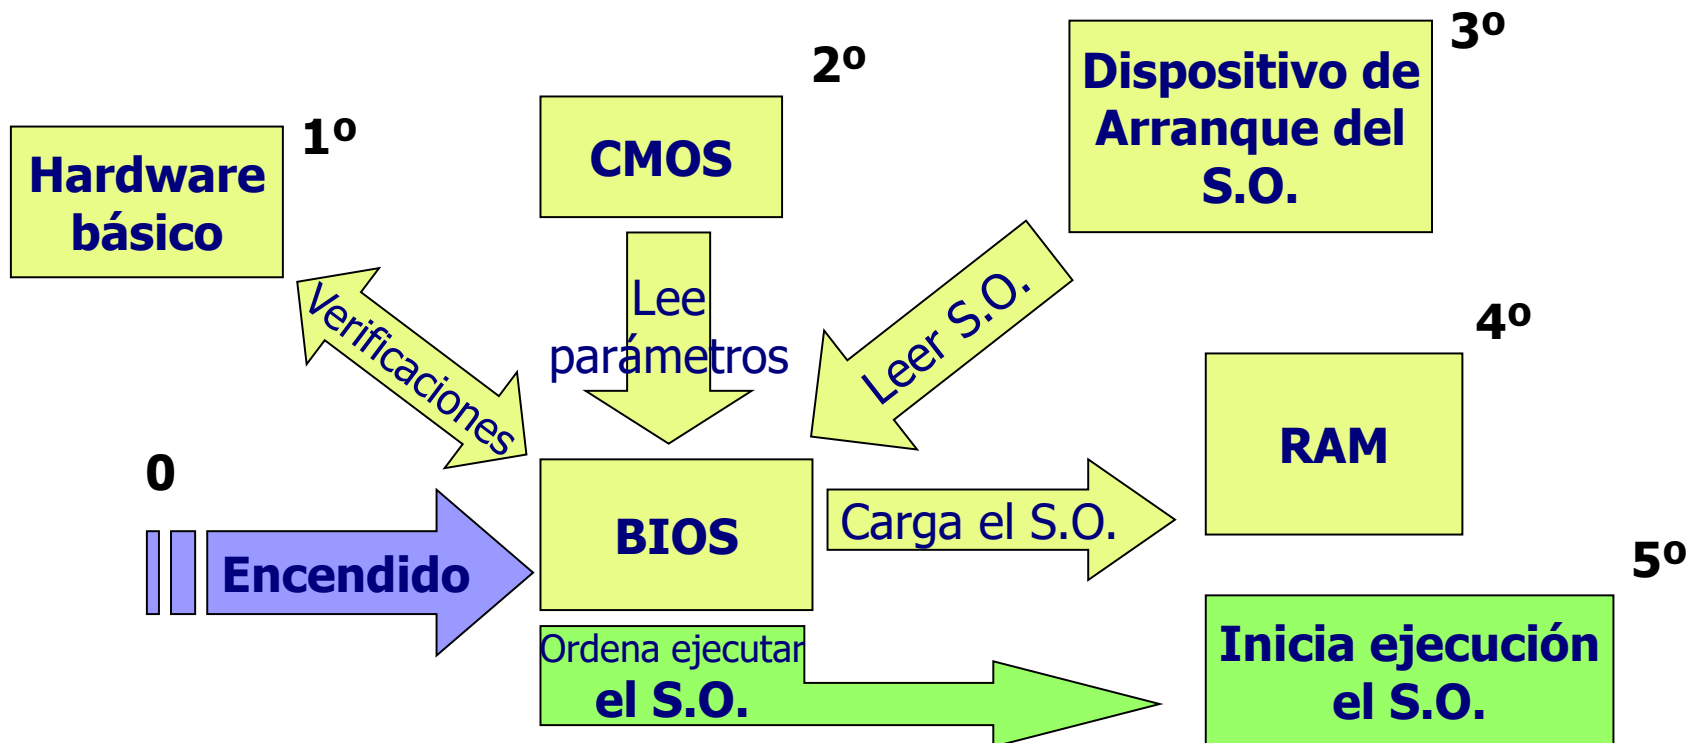 3º
2º
Dispositivo de
Arranque del
S.O.
1º
CMOS
Hardware
básico
Lee
parámetros
Leer S.O.
Verificaciones
4º
RAM
0
BIOS
Carga el S.O.
Encendido
5º
Ordena ejecutar
el S.O.
Inicia ejecución
el S.O.